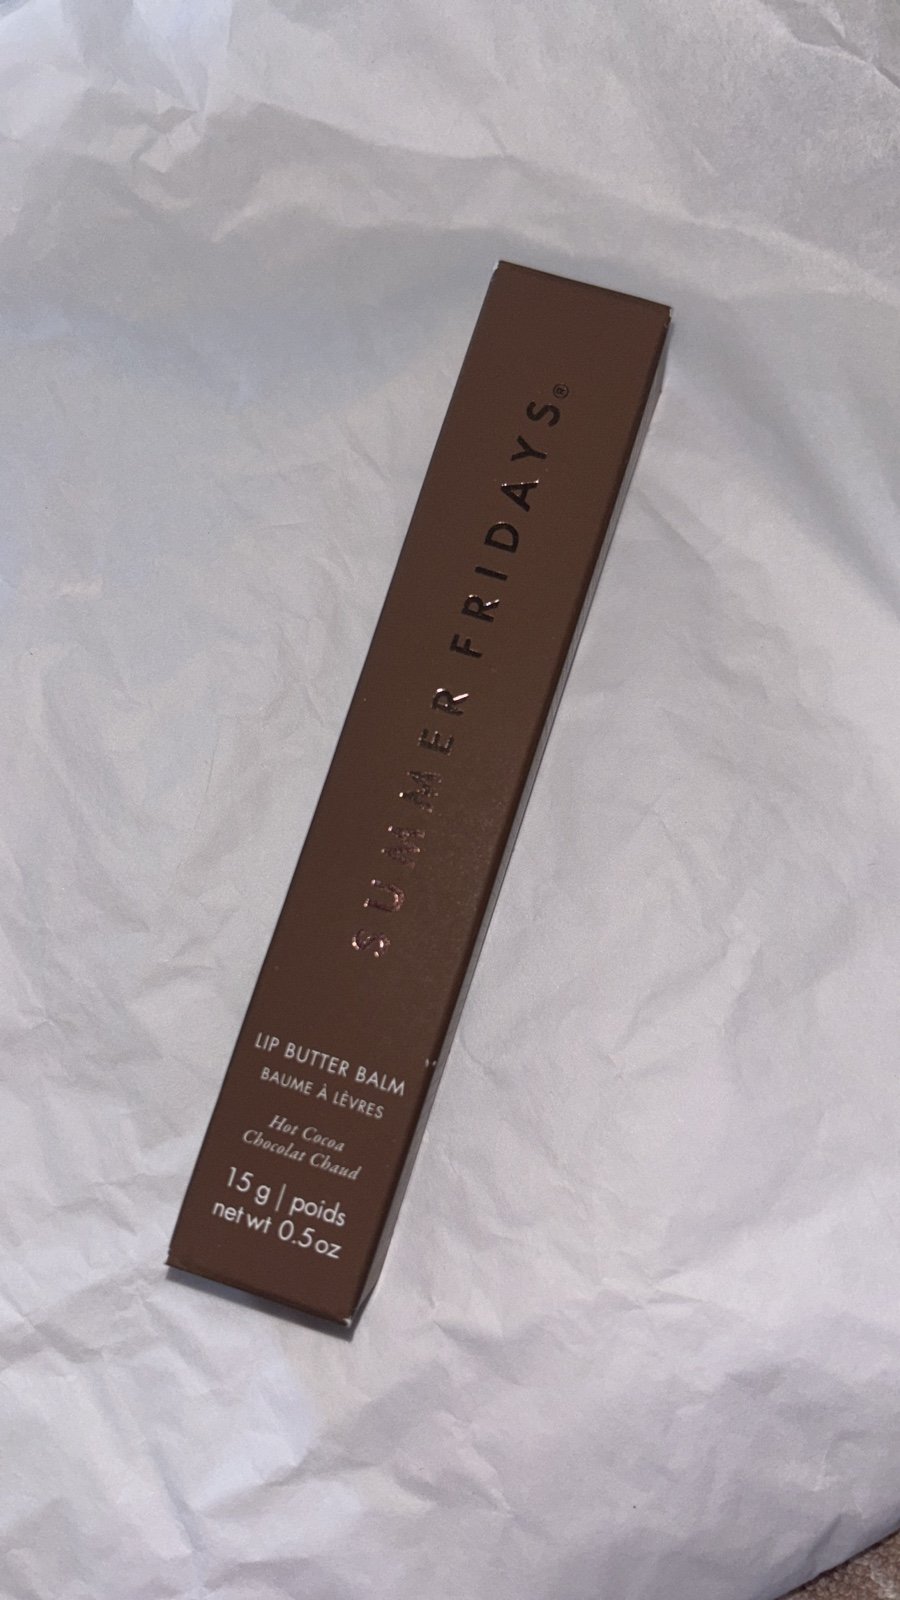 SUMMER FRIDAYS®
LIP BUTTER BALM
BAUME À LÈVRES
Hot Cocoa
Chocolat Chaud
15 g | poids
net wt 0.5 oz